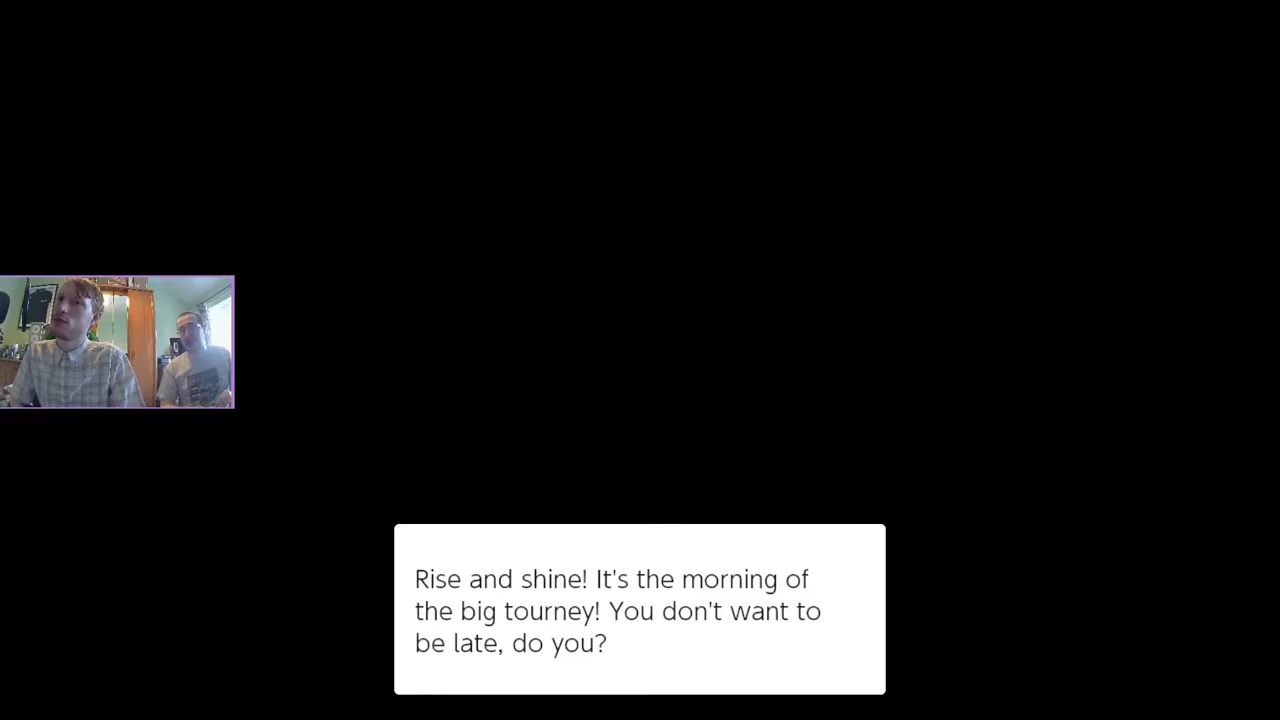 Rise and shine! It's the morning of
the big tourney! You don't want to
be late, do you?